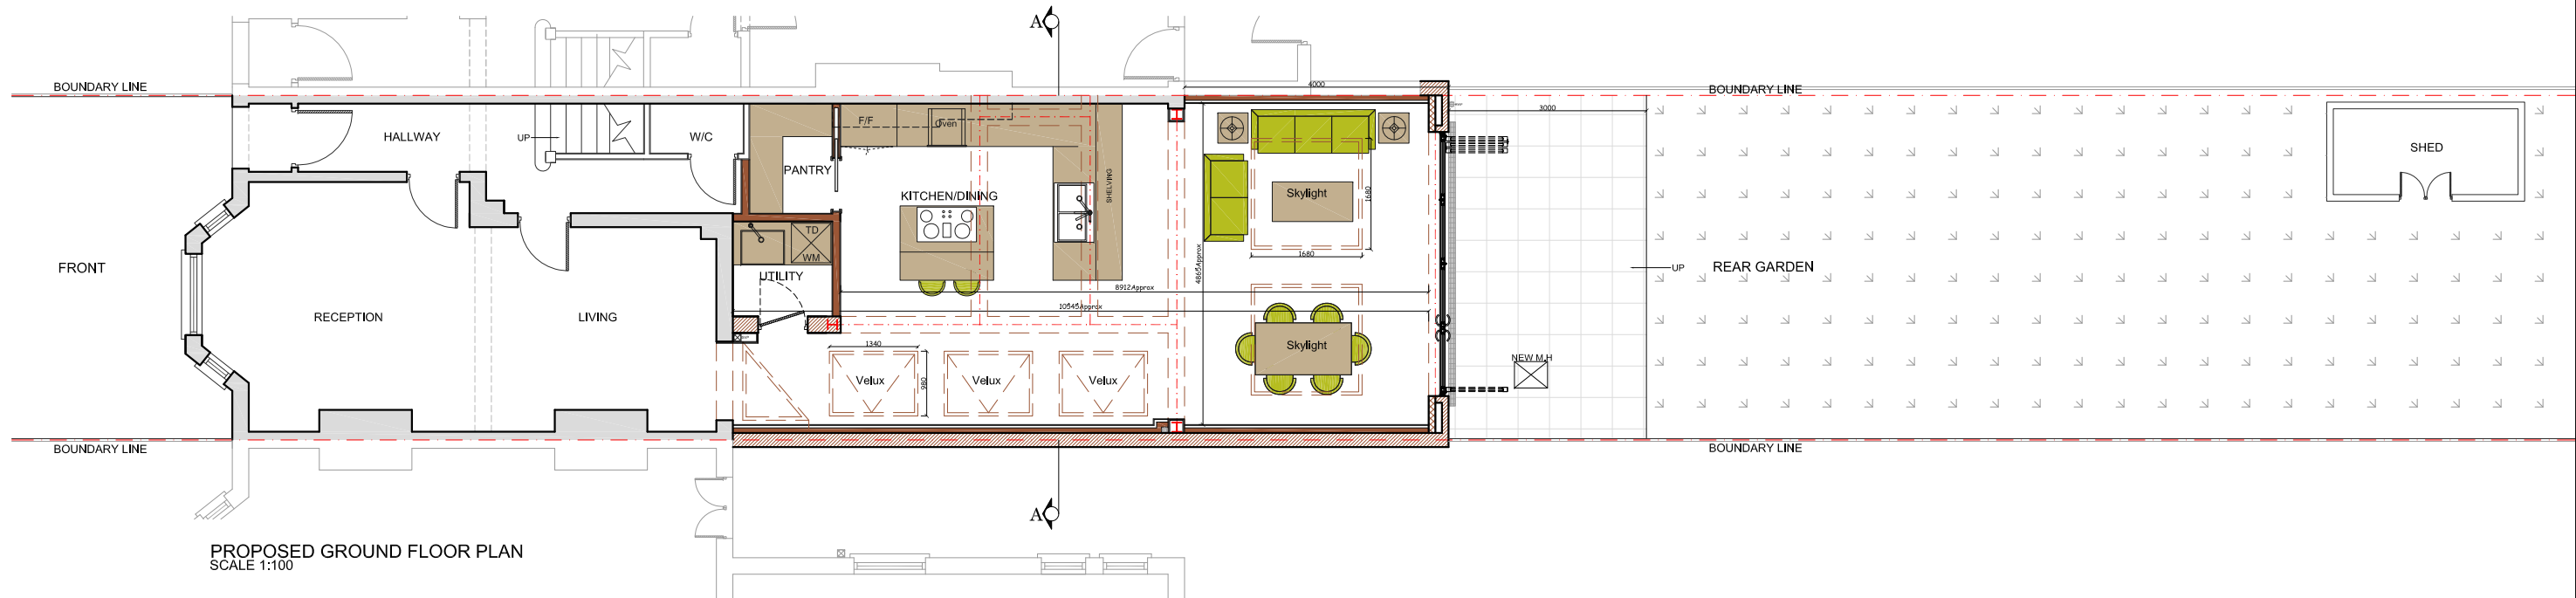 A
BOUNDARY LINE
4000
BOUNDARY LINE
3000
F/F
Oven
HALLWAY
UP
W/C
SHED
PANTRY
SHELVING
KITCHEN/DINING
Skylight
1680
1680
TD
WM
FRONT
UTILITY
4865Approx
UP
REAR GARDEN
8912Approx
10545Approx
RECEPTION
LIVING
1340
Skylight
NEW M.H
Velux
980
Velux
Velux
BOUNDARY LINE
BOUNDARY LINE
A
PROPOSED GROUND FLOOR PLAN
SCALE 1:100